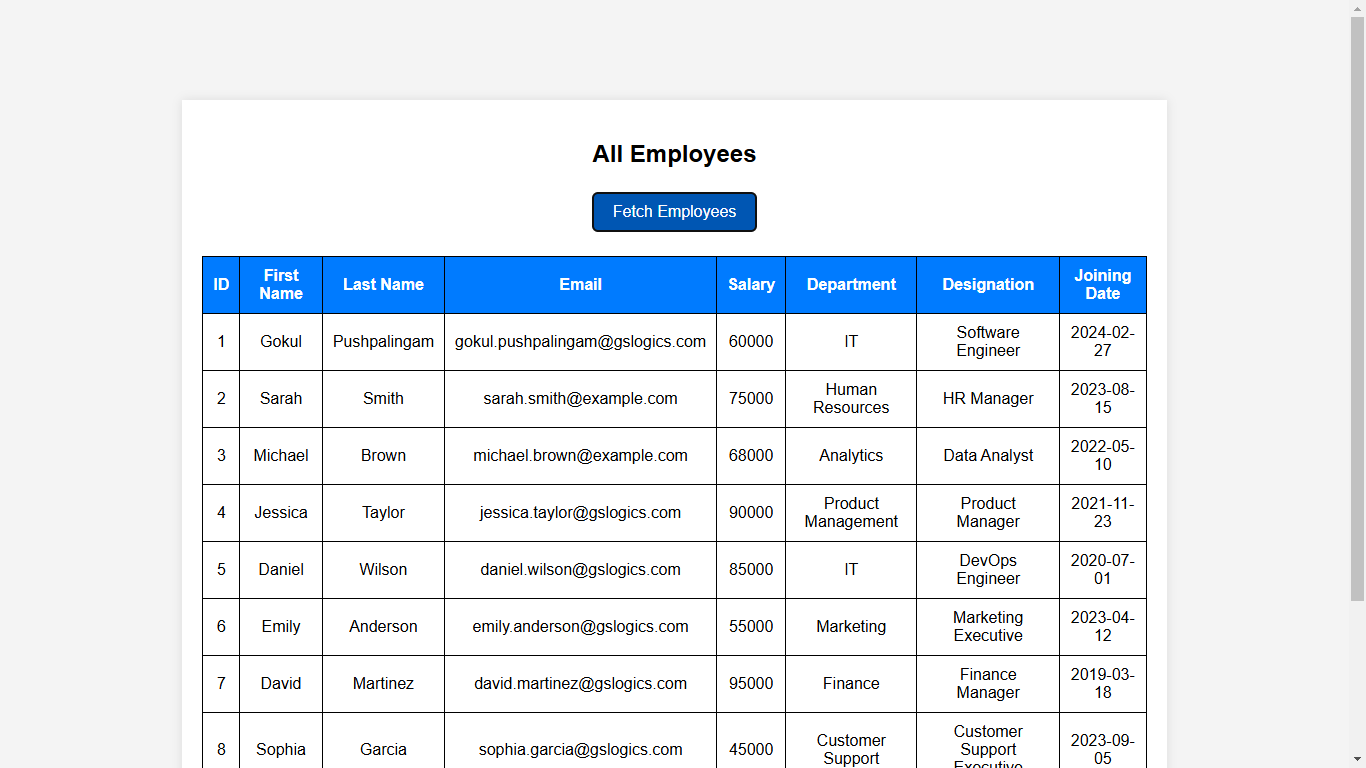 All Employees
Fetch Employees
ID First Name Last Name Email Salary Department Designation Joining Date
1 Gokul Pushpalingam gokul.pushpalingam@gslogics.com 60000 IT Software Engineer 2024-02-27
2 Sarah Smith sarah.smith@example.com 75000 Human Resources HR Manager 2023-08-15
3 Michael Brown michael.brown@example.com 68000 Analytics Data Analyst 2022-05-10
4 Jessica Taylor jessica.taylor@gslogics.com 90000 Product Management Product Manager 2021-11-23
5 Daniel Wilson daniel.wilson@gslogics.com 85000 IT DevOps Engineer 2020-07-01
6 Emily Anderson emily.anderson@gslogics.com 55000 Marketing Marketing Executive 2023-04-12
7 David Martinez david.martinez@gslogics.com 95000 Finance Finance Manager 2019-03-18
8 Sophia Garcia sophia.garcia@gslogics.com 45000 Customer Support Customer Support Executive 2023-09-05